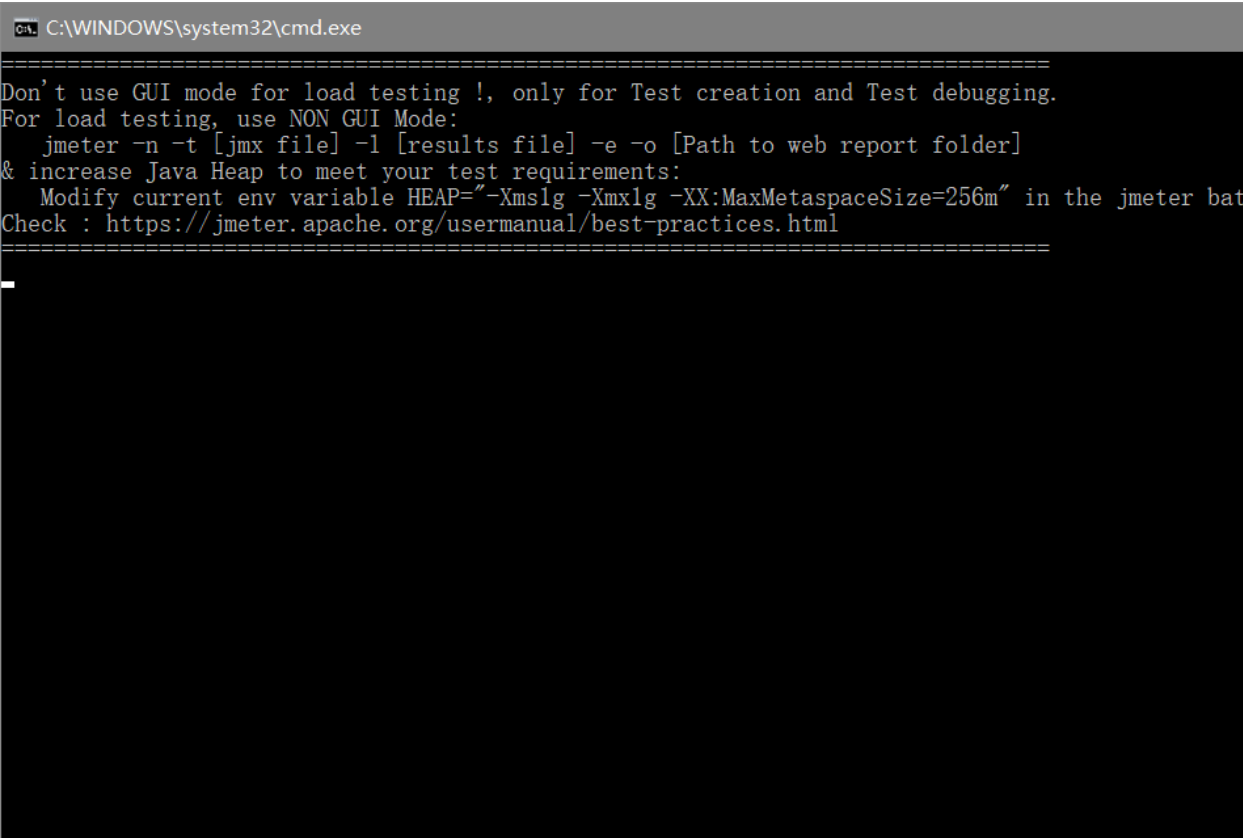 C:\WINDOWS\system32\cmd.exe
================================================================================
Don't use GUI mode for load testing !, only for Test creation and Test debugging.
For load testing, use NON GUI Mode:
   jmeter -n -t [jmx file] -l [results file] -e -o [Path to web report folder]
& increase Java Heap to meet your test requirements:
   Modify current env variable HEAP="-Xms1g -Xmx1g -XX:MaxMetaspaceSize=256m" in the jmeter bat
Check : https://jmeter.apache.org/usermanual/best-practices.html
================================================================================